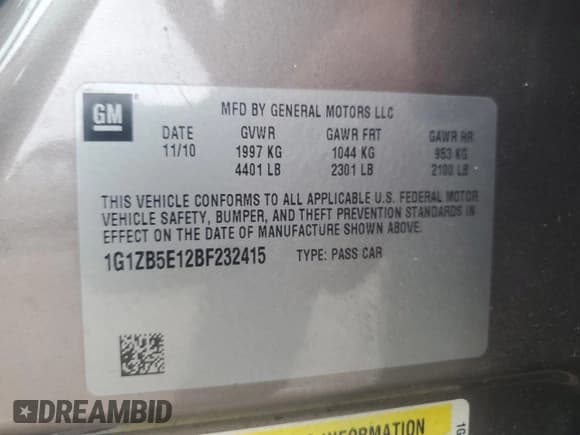 GM
MFD BY GENERAL MOTORS LLC
DATE GVWR GAWR FRT GAWR RR
11/10 1997 KG 1044 KG 953 KG
4401 LB 2301 LB 2100 LB
THIS VEHICLE CONFORMS TO ALL APPLICABLE U.S. FEDERAL MOTOR
VEHICLE SAFETY, BUMPER, AND THEFT PREVENTION STANDARDS IN
EFFECT ON THE DATE OF MANUFACTURE SHOWN ABOVE.
1G1ZB5E12BF232415 TYPE: PASS CAR
DREAMBID
INFORMATION
1G